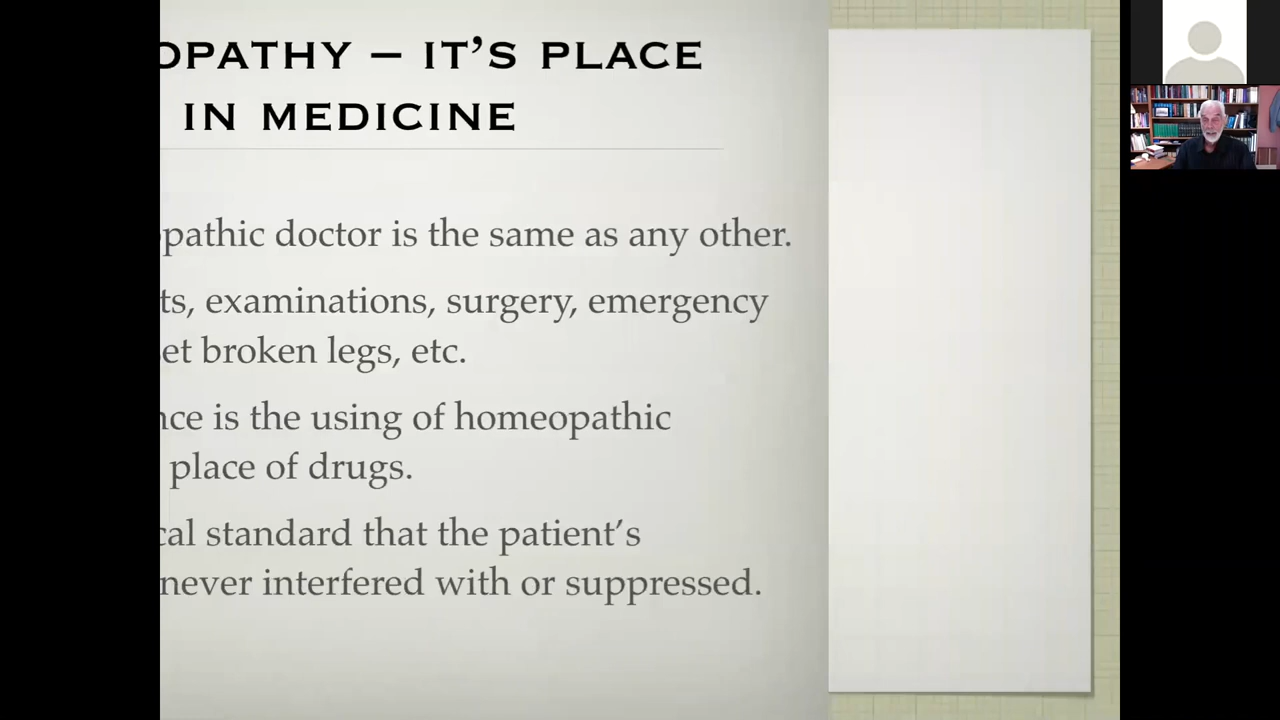 OPATHY – IT’S PLACE
IN MEDICINE
pathic doctor is the same as any other.
ts, examinations, surgery, emergency
et broken legs, etc.
nce is the using of homeopathic
place of drugs.
cal standard that the patient’s
never interfered with or suppressed.